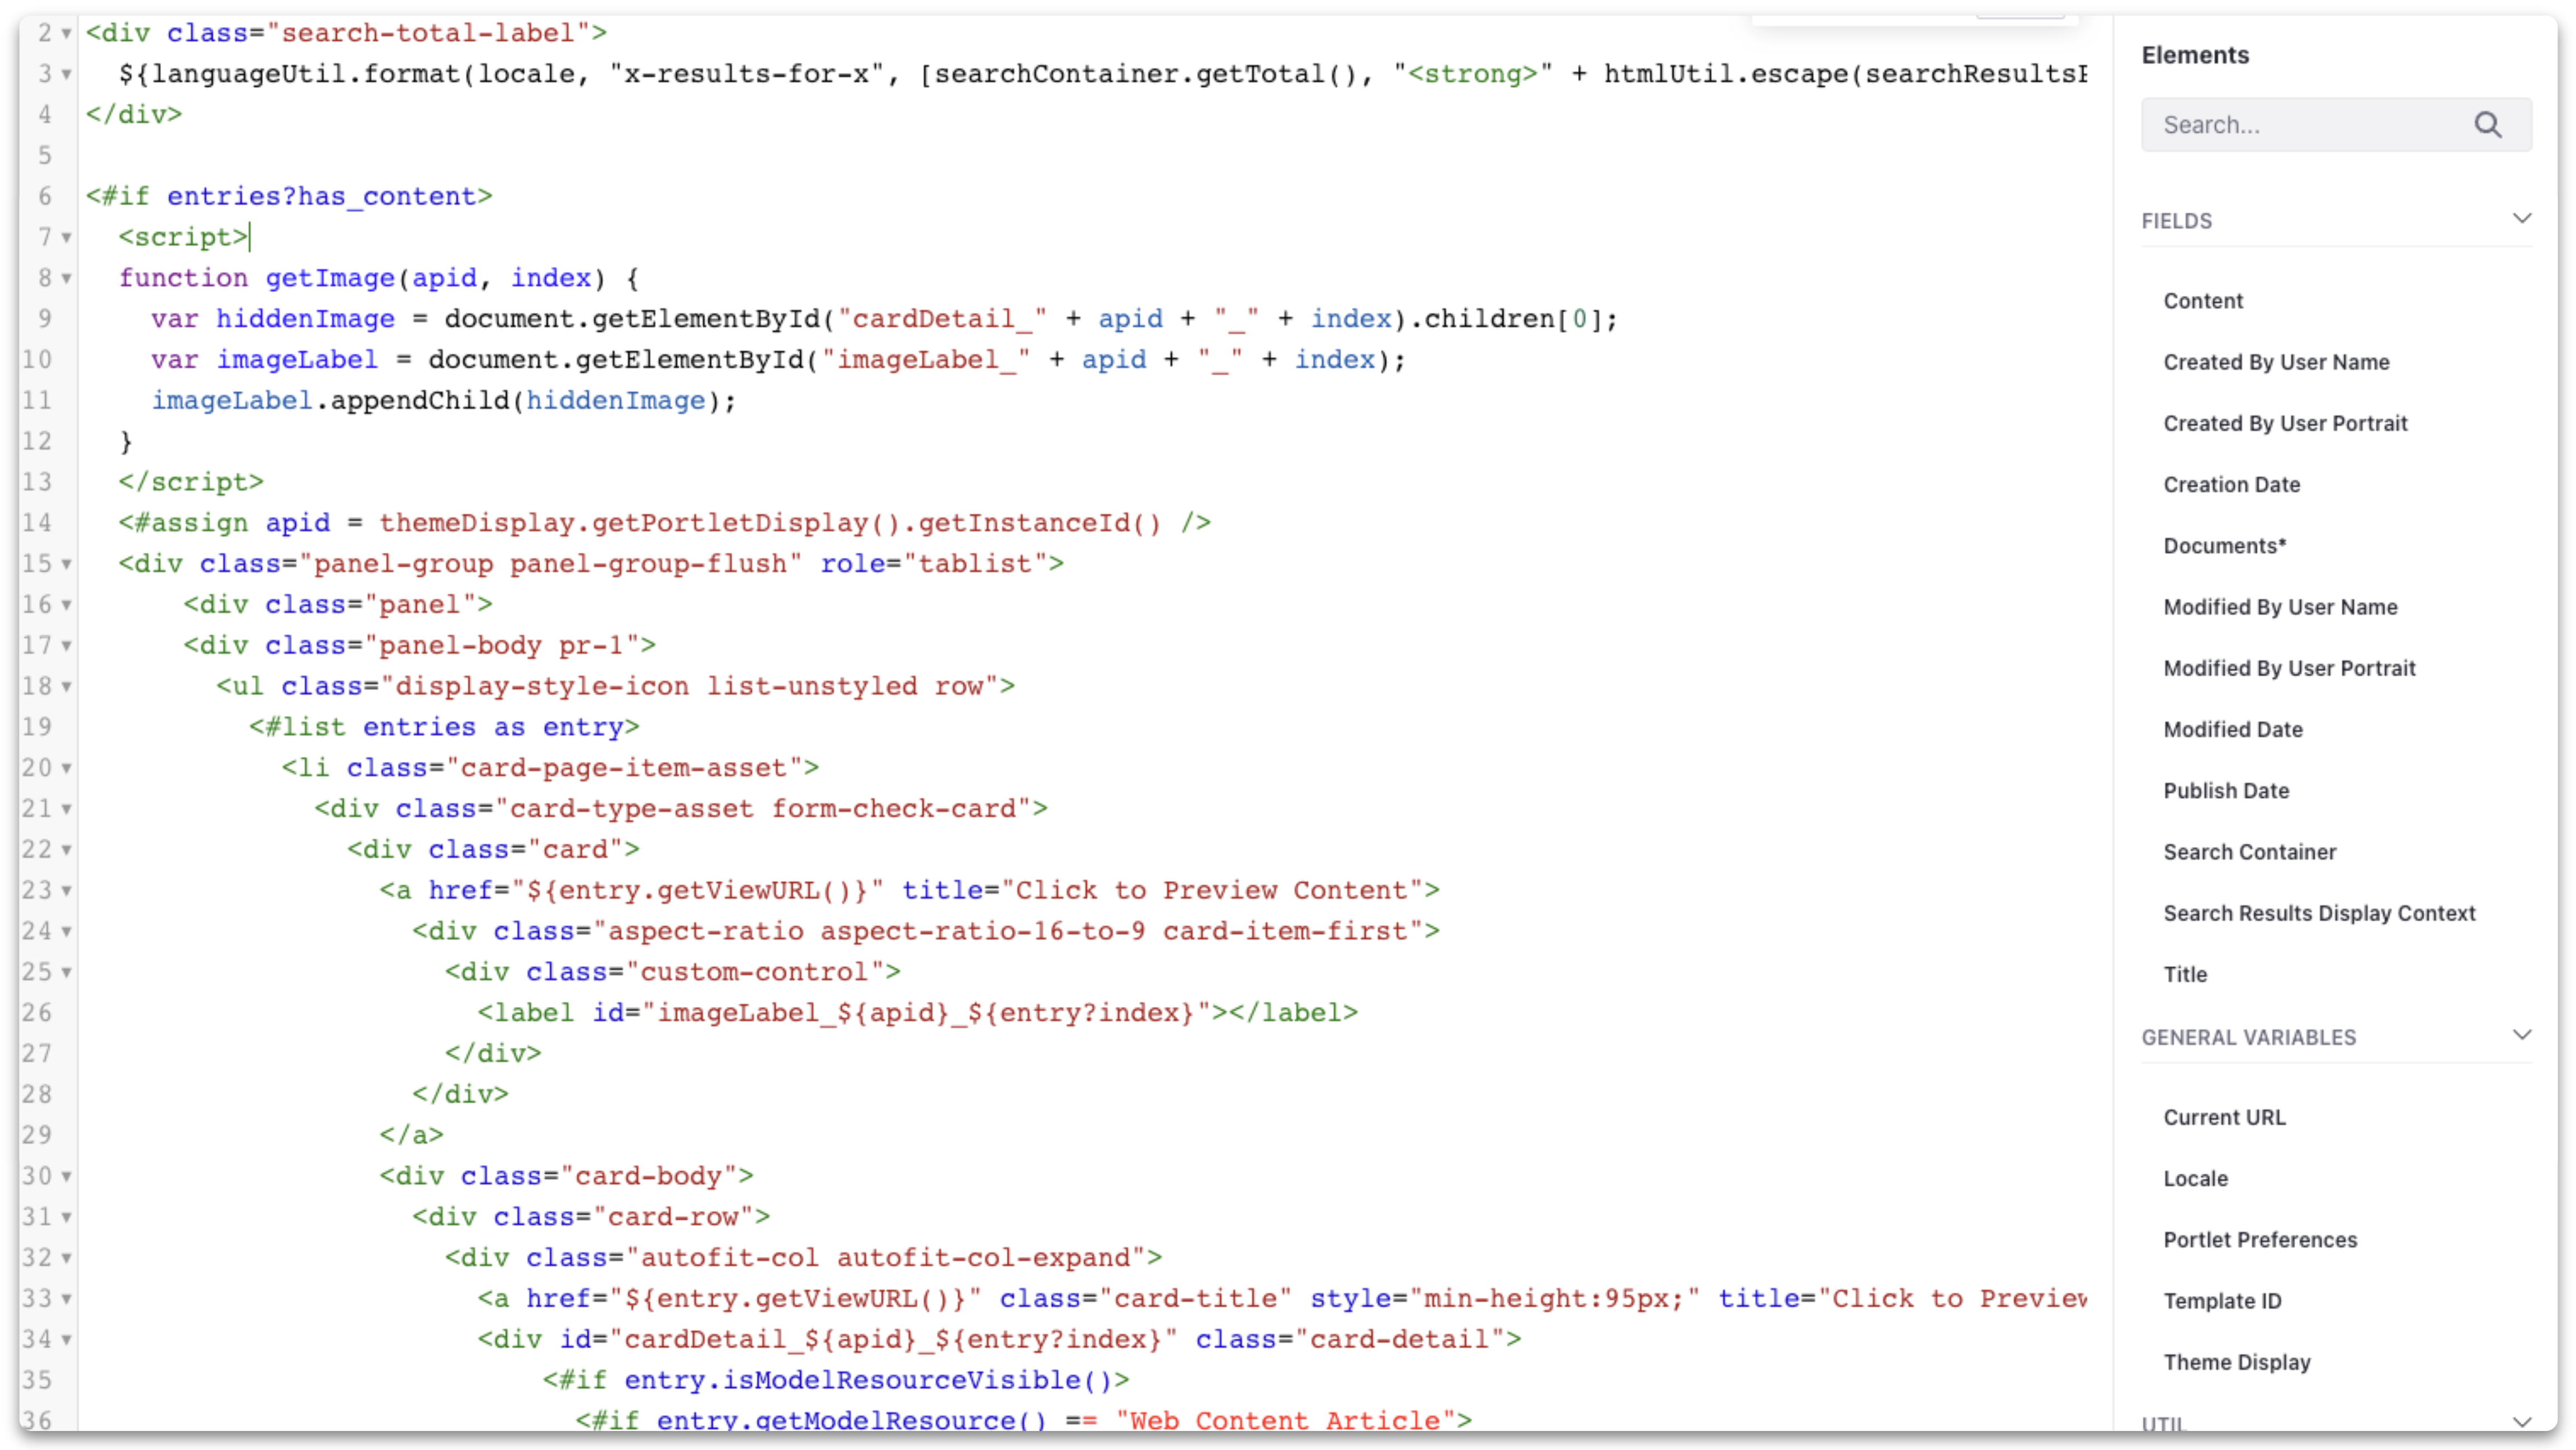 2 <div class="search-total-label">
3   ${languageUtil.format(locale, "x-results-for-x", [searchContainer.getTotal(), "<strong>" + htmlUtil.escape(
4 </div>
5
6 <#if entries?has_content>
7   <script>
8   function getImage(apid, index) {
9     var hiddenImage = document.getElementById("cardDetail_" + apid + "_" + index).children[0];
10     var imageLabel = document.getElementById("imageLabel_" + apid + "_" + index);
11     imageLabel.appendChild(hiddenImage);
12   }
13   </script>
14   <#assign apid = themeDisplay.getPortletDisplay().getInstanceId() />
15   <div class="panel-group panel-group-flush" role="tablist">
16       <div class="panel">
17       <div class="panel-body pr-1">
18         <ul class="display-style-icon list-unstyled row">
19           <#list entries as entry>
20             <li class="card-page-item-asset">
21               <div class="card-type-asset form-check-card">
22                 <div class="card">
23                   <a href="${entry.getViewURL()}" title="Click to Preview Content">
24                     <div class="aspect-ratio aspect-ratio-16-to-9 card-item-first">
25                       <div class="custom-control">
26                         <label id="imageLabel_${apid}_${entry?index}"></label>
27                       </div>
28                     </div>
29                   </a>
30                   <div class="card-body">
31                     <div class="card-row">
32                       <div class="autofit-col autofit-col-expand">
33                         <a href="${entry.getViewURL()}" class="card-title" style="min-height:95px;" title="Click to Preview
34                         <div id="cardDetail_${apid}_${entry?index}" class="card-detail">
35                             <#if entry.isModelResourceVisible()>
36                               <#if entry.getModelResource() == "Web Content Article">
Elements
Search...
FIELDS
Content
Created By User Name
Created By User Portrait
Creation Date
Documents*
Modified By User Name
Modified By User Portrait
Modified Date
Publish Date
Search Container
Search Results Display Context
Title
GENERAL VARIABLES
Current URL
Locale
Portlet Preferences
Template ID
Theme Display
UTIL